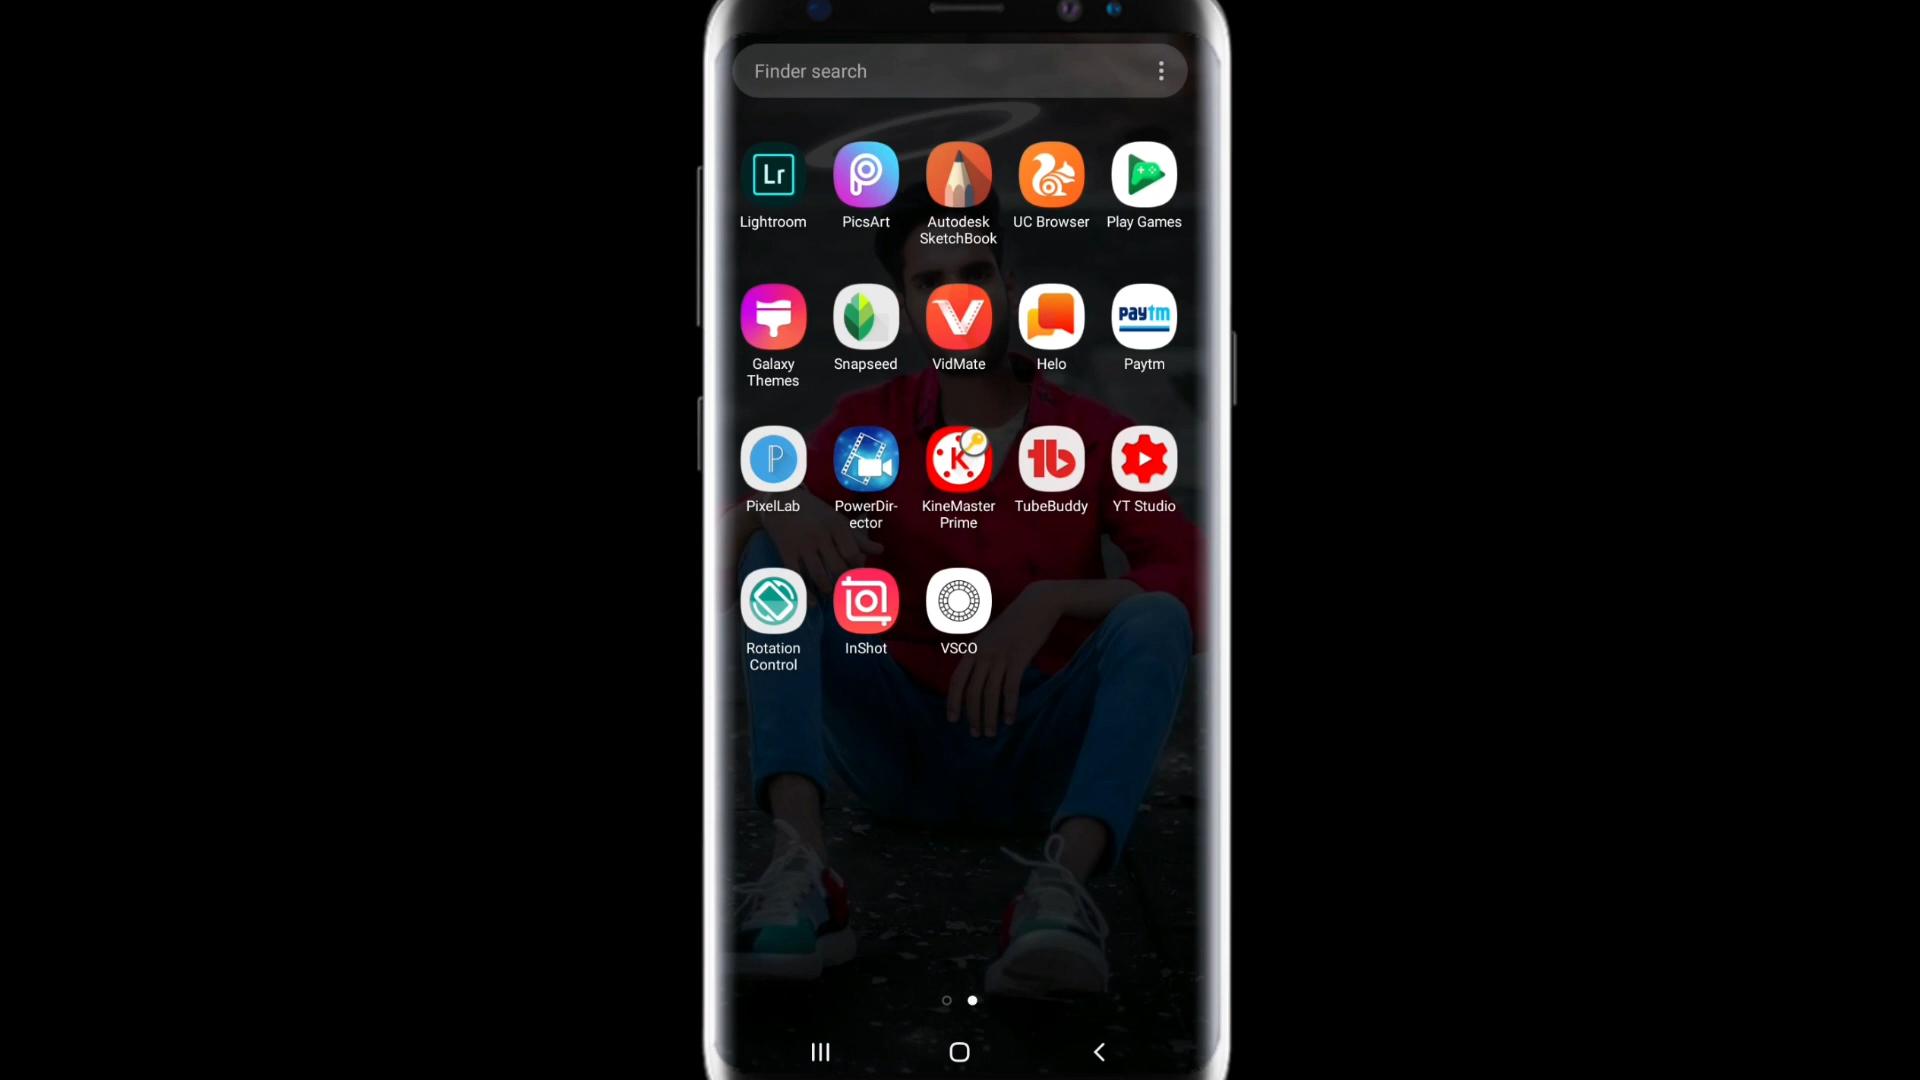 Finder search
Lr
Lightroom PicsArt Autodesk UC Browser Play Games
SketchBook
paytm
Galaxy Snapseed VidMate Helo Paytm
Themes
P K tb
PixelLab PowerDir- KineMaster TubeBuddy YT Studio
ector Prime
Rotation InShot VSCO
Control